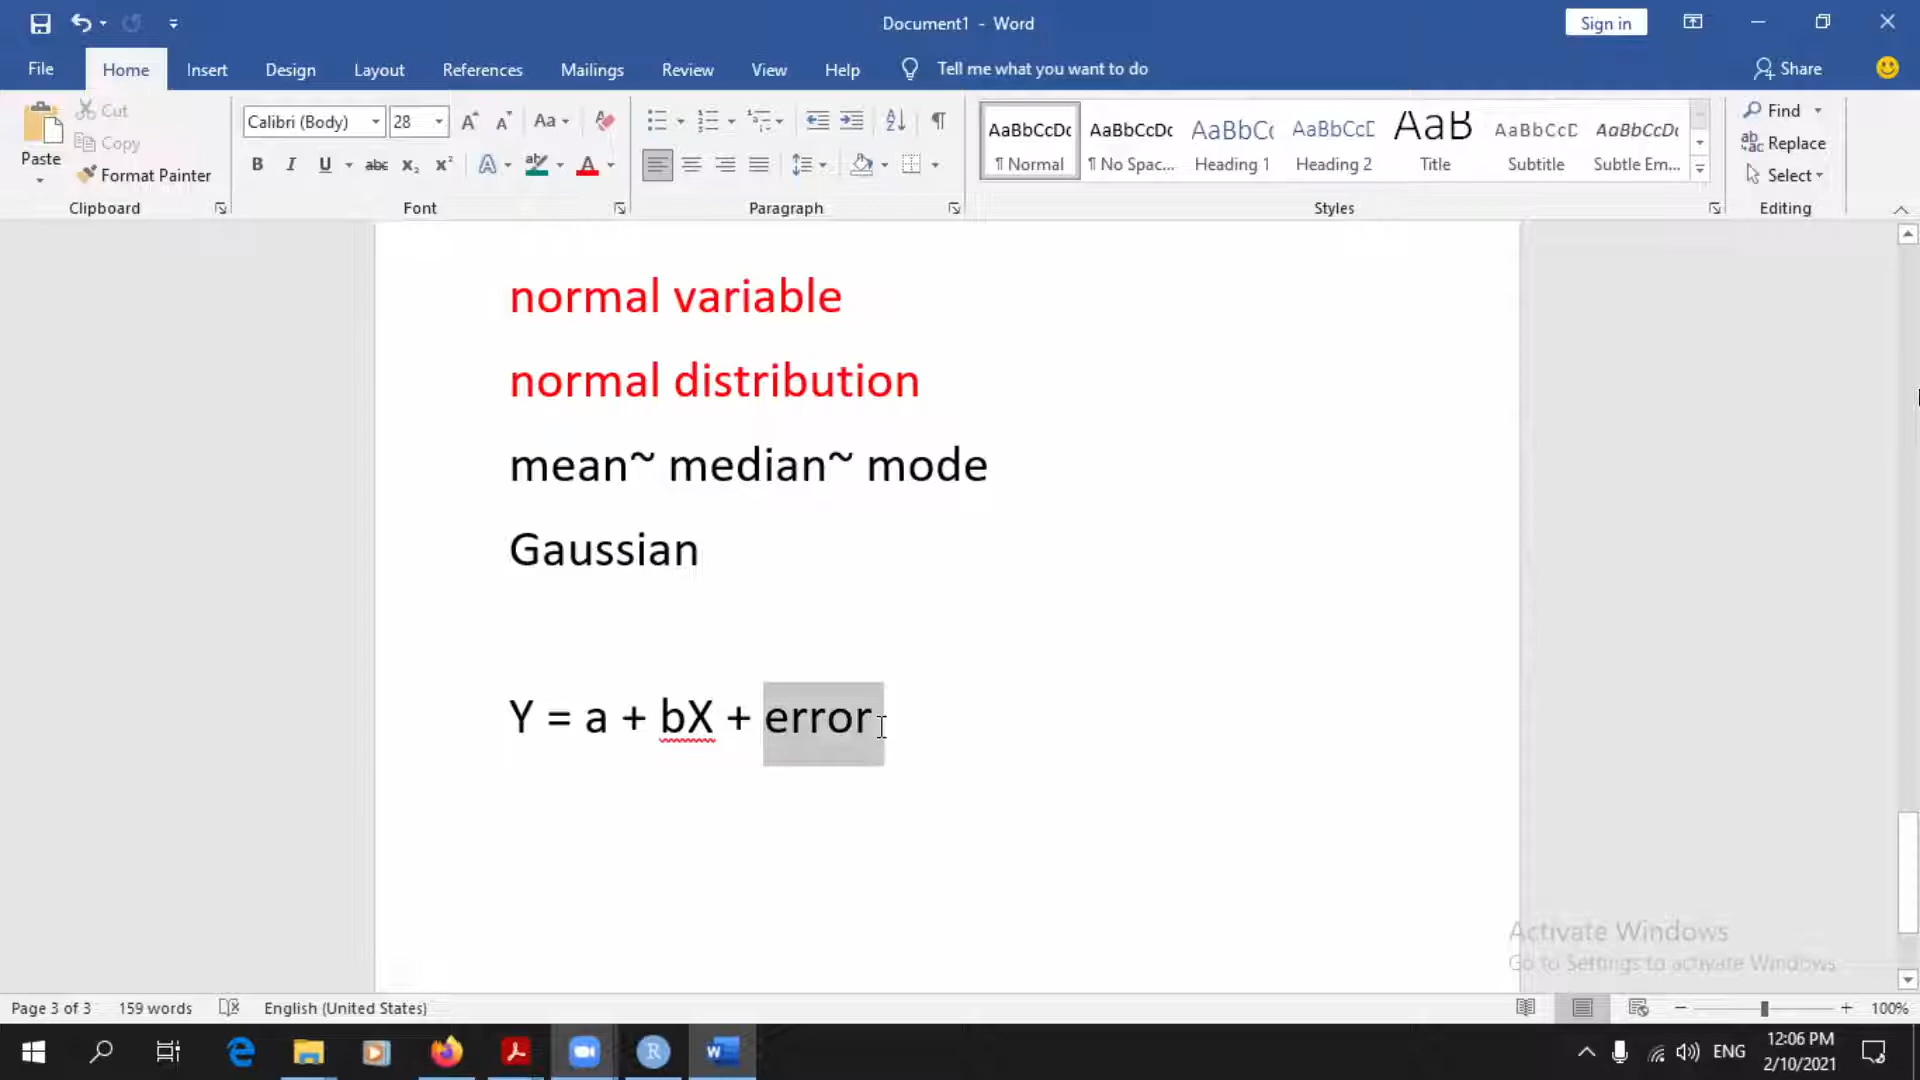 Document1 - Word
Sign in
File Home Insert Design Layout References Mailings Review View Help Tell me what you want to do Share
Paste
Cut
Copy
Format Painter
Clipboard
Calibri (Body) 28
Font
Paragraph
AaBbCcDc AaBbCcDc AaBbCc AaBbCcD AaB AaBbCcD AaBbCcDc
¶ Normal ¶ No Spac... Heading 1 Heading 2 Title Subtitle Subtle Em...
Styles
Find
Replace
Select
Editing
normal variable
normal distribution
mean~ median~ mode
Gaussian
Y = a + bX + error
Activate Windows
Go to Settings to activate Windows.
Page 3 of 3 159 words English (United States) 100%
ENG
12:06 PM
2/10/2021